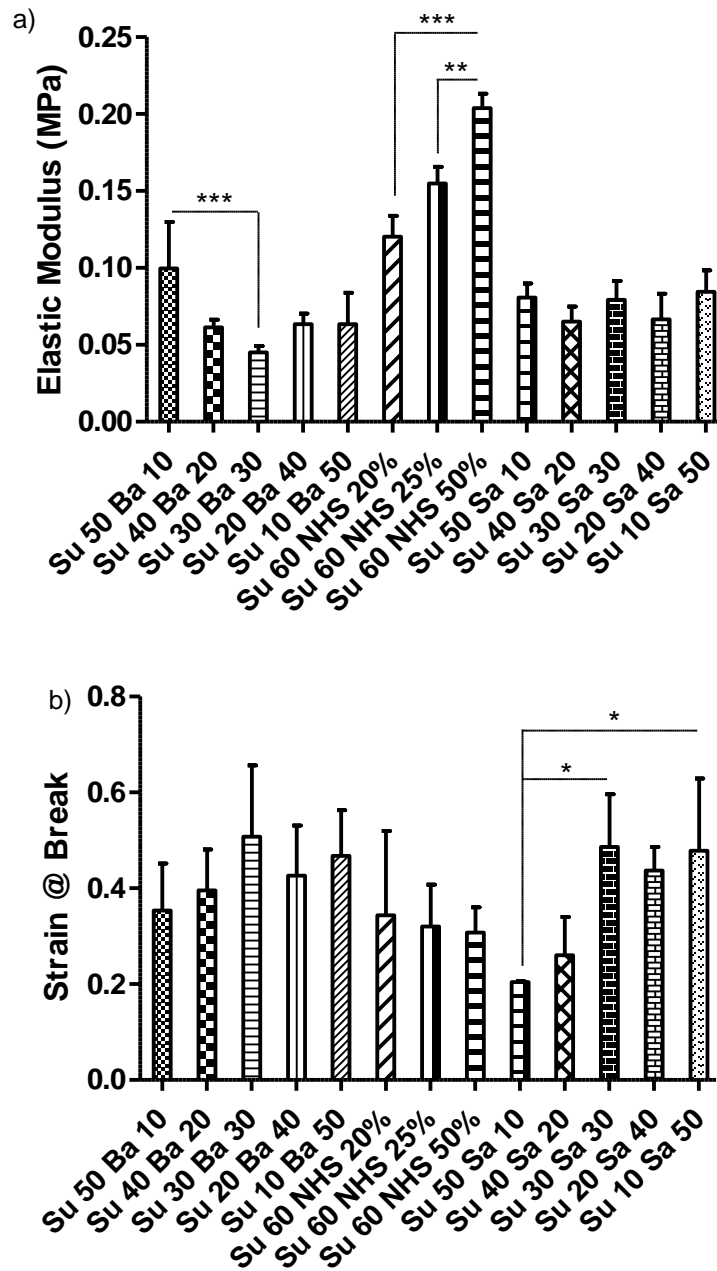 a)
Elastic Modulus (MPa)
0.25
0.20
0.15
0.10
0.05
0.00
***
***
**
Su 50 Ba 10
Su 40 Ba 20
Su 30 Ba 30
Su 20 Ba 40
Su 10 Ba 50
Su 60 NHS 20%
Su 60 NHS 25%
Su 60 NHS 50%
Su 50 Sa 10
Su 40 Sa 20
Su 30 Sa 30
Su 20 Sa 40
Su 10 Sa 50
b)
Strain @ Break
0.8
0.6
0.4
0.2
0.0
*
*
Su 50 Ba 10
Su 40 Ba 20
Su 30 Ba 30
Su 20 Ba 40
Su 10 Ba 50
Su 60 NHS 20%
Su 60 NHS 25%
Su 60 NHS 50%
Su 50 Sa 10
Su 40 Sa 20
Su 30 Sa 30
Su 20 Sa 40
Su 10 Sa 50